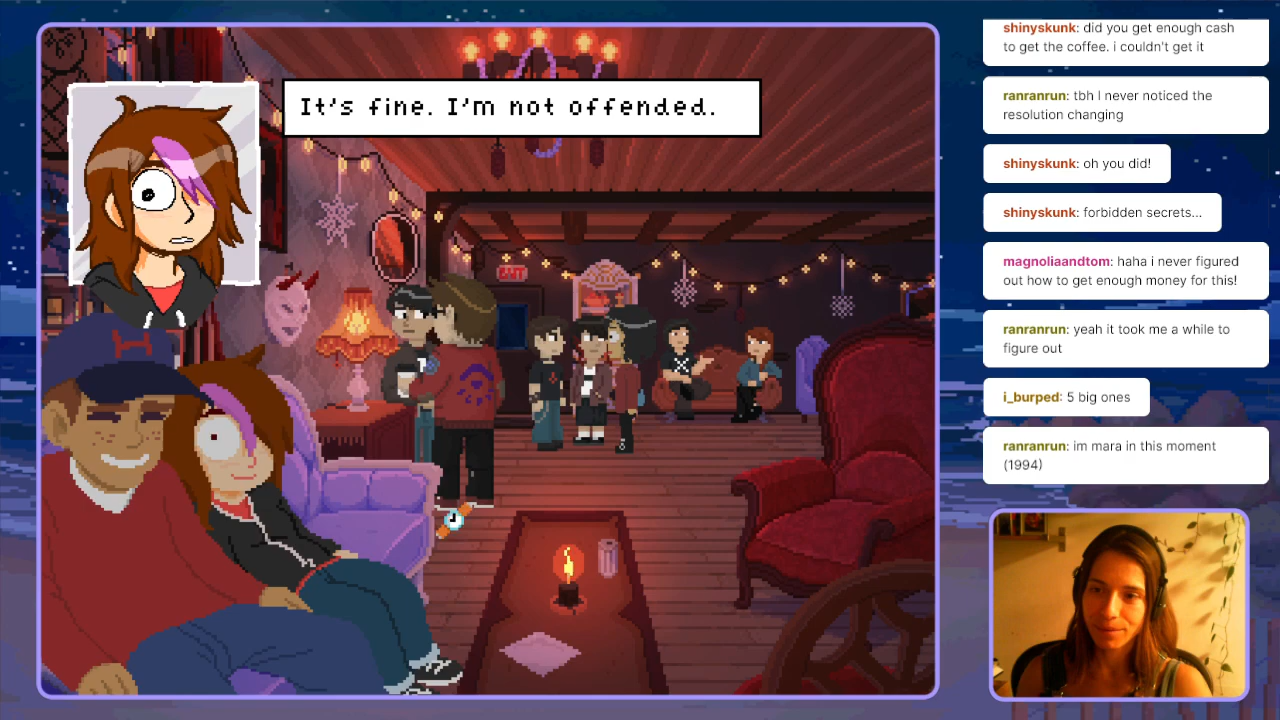 It's fine. I'm not offended.
EXIT
H
shinyskunk: did you get enough cash
to get the coffee. i couldn't get it
ranranrun: tbh I never noticed the
resolution changing
shinyskunk: oh you did!
shinyskunk: forbidden secrets...
magnoliaandtom: haha i never figured
out how to get enough money for this!
ranranrun: yeah it took me a while to
figure out
i_burped: 5 big ones
ranranrun: im mara in this moment
(1994)